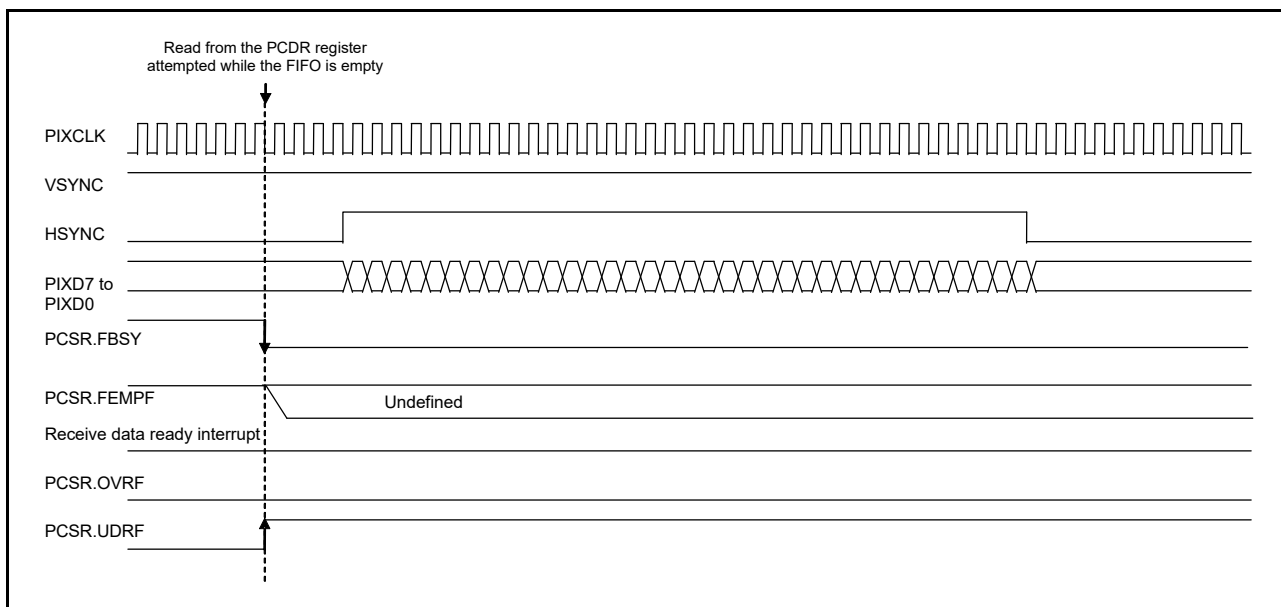 Read from the PCDR register
attempted while the FIFO is empty
PIXCLK
VSYNC
HSYNC
PIXD7 to
PIXD0
PCSR.FBSY
PCSR.FEMPF
Undefined
Receive data ready interrupt
PCSR.OVRF
PCSR.UDRF